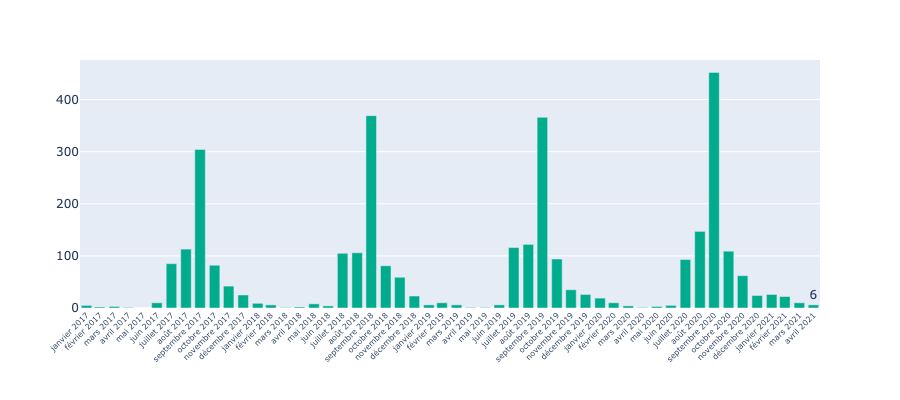 400
300
200
100
0
6
janvier 2017
février 2017
mars 2017
avril 2017
mai 2017
juin 2017
juillet 2017
août 2017
septembre 2017
octobre 2017
novembre 2017
décembre 2017
janvier 2018
février 2018
mars 2018
avril 2018
mai 2018
juin 2018
juillet 2018
août 2018
septembre 2018
octobre 2018
novembre 2018
décembre 2018
janvier 2019
février 2019
mars 2019
avril 2019
mai 2019
juin 2019
juillet 2019
août 2019
septembre 2019
octobre 2019
novembre 2019
décembre 2019
janvier 2020
février 2020
mars 2020
avril 2020
mai 2020
juin 2020
juillet 2020
août 2020
septembre 2020
octobre 2020
novembre 2020
décembre 2020
janvier 2021
février 2021
mars 2021
avril 2021